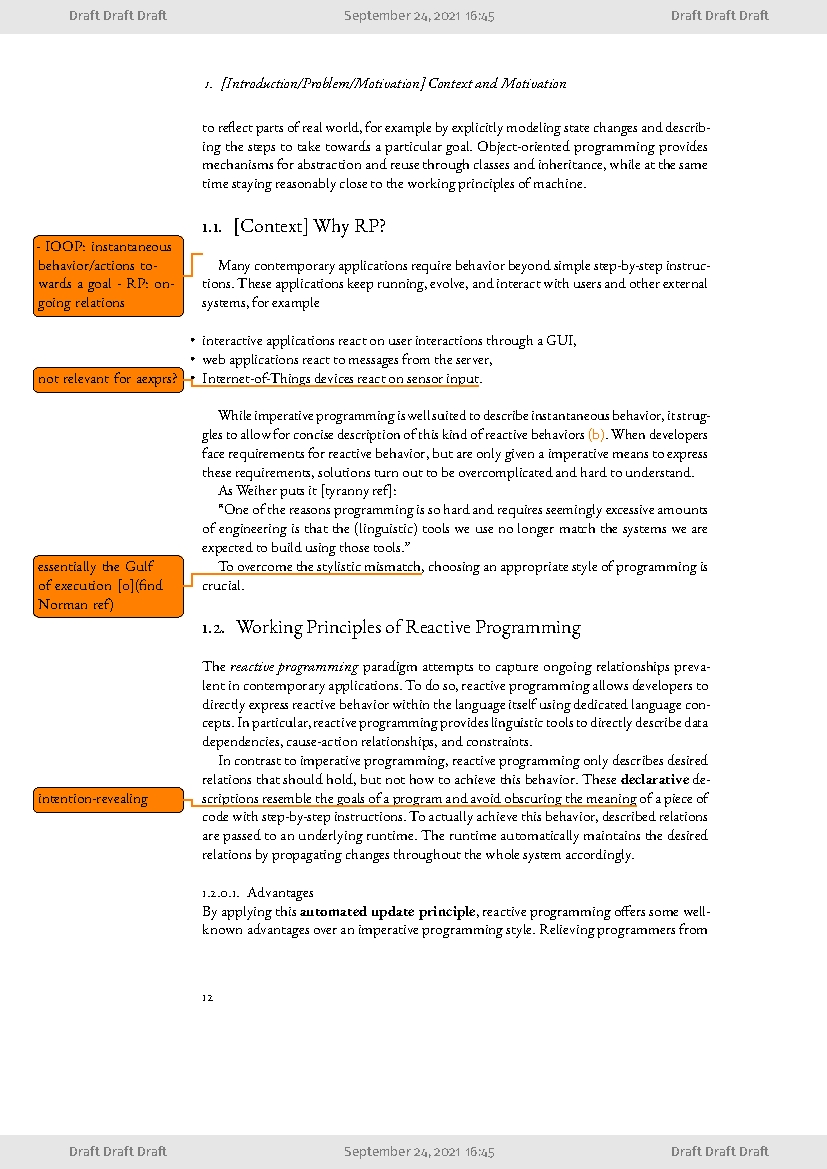 Draft Draft Draft September 24, 2021 16:45 Draft Draft Draft
1. [Introduction/Problem/Motivation] Context and Motivation
to reflect parts of real world, for example by explicitly modeling state changes and describ-
ing the steps to take towards a particular goal. Object-oriented programming provides
mechanisms for abstraction and reuse through classes and inheritance, while at the same
time staying reasonably close to the working principles of machine.
1.1. [Context] Why RP?
- IOOP: instantaneous
behavior/actions to-
wards a goal - RP: on-
going relations
Many contemporary applications require behavior beyond simple step-by-step instruc-
tions. These applications keep running, evolve, and interact with users and other external
systems, for example
• interactive applications react on user interactions through a GUI,
• web applications react to messages from the server,
not relevant for aexprs?
• Internet-of-Things devices react on sensor input.
While imperative programming is well suited to describe instantaneous behavior, it strug-
gles to allow for concise description of this kind of reactive behaviors (b). When developers
face requirements for reactive behavior, but are only given a imperative means to express
these requirements, solutions turn out to be overcomplicated and hard to understand.
As Weiher puts it [tyranny ref]:
"One of the reasons programming is so hard and requires seemingly excessive amounts
of engineering is that the (linguistic) tools we use no longer match the systems we are
expected to build using those tools."
essentially the Gulf
of execution [0](find
Norman ref)
To overcome the stylistic mismatch, choosing an appropriate style of programming is
crucial.
1.2. Working Principles of Reactive Programming
The reactive programming paradigm attempts to capture ongoing relationships preva-
lent in contemporary applications. To do so, reactive programming allows developers to
directly express reactive behavior within the language itself using dedicated language con-
cepts. In particular, reactive programming provides linguistic tools to directly describe data
dependencies, cause-action relationships, and constraints.
In contrast to imperative programming, reactive programming only describes desired
relations that should hold, but not how to achieve this behavior. These declarative de-
intention-revealing
scriptions resemble the goals of a program and avoid obscuring the meaning of a piece of
code with step-by-step instructions. To actually achieve this behavior, described relations
are passed to an underlying runtime. The runtime automatically maintains the desired
relations by propagating changes throughout the whole system accordingly.
1.2.0.1. Advantages
By applying this automated update principle, reactive programming offers some well-
known advantages over an imperative programming style. Relieving programmers from
12
Draft Draft Draft September 24, 2021 16:45 Draft Draft Draft